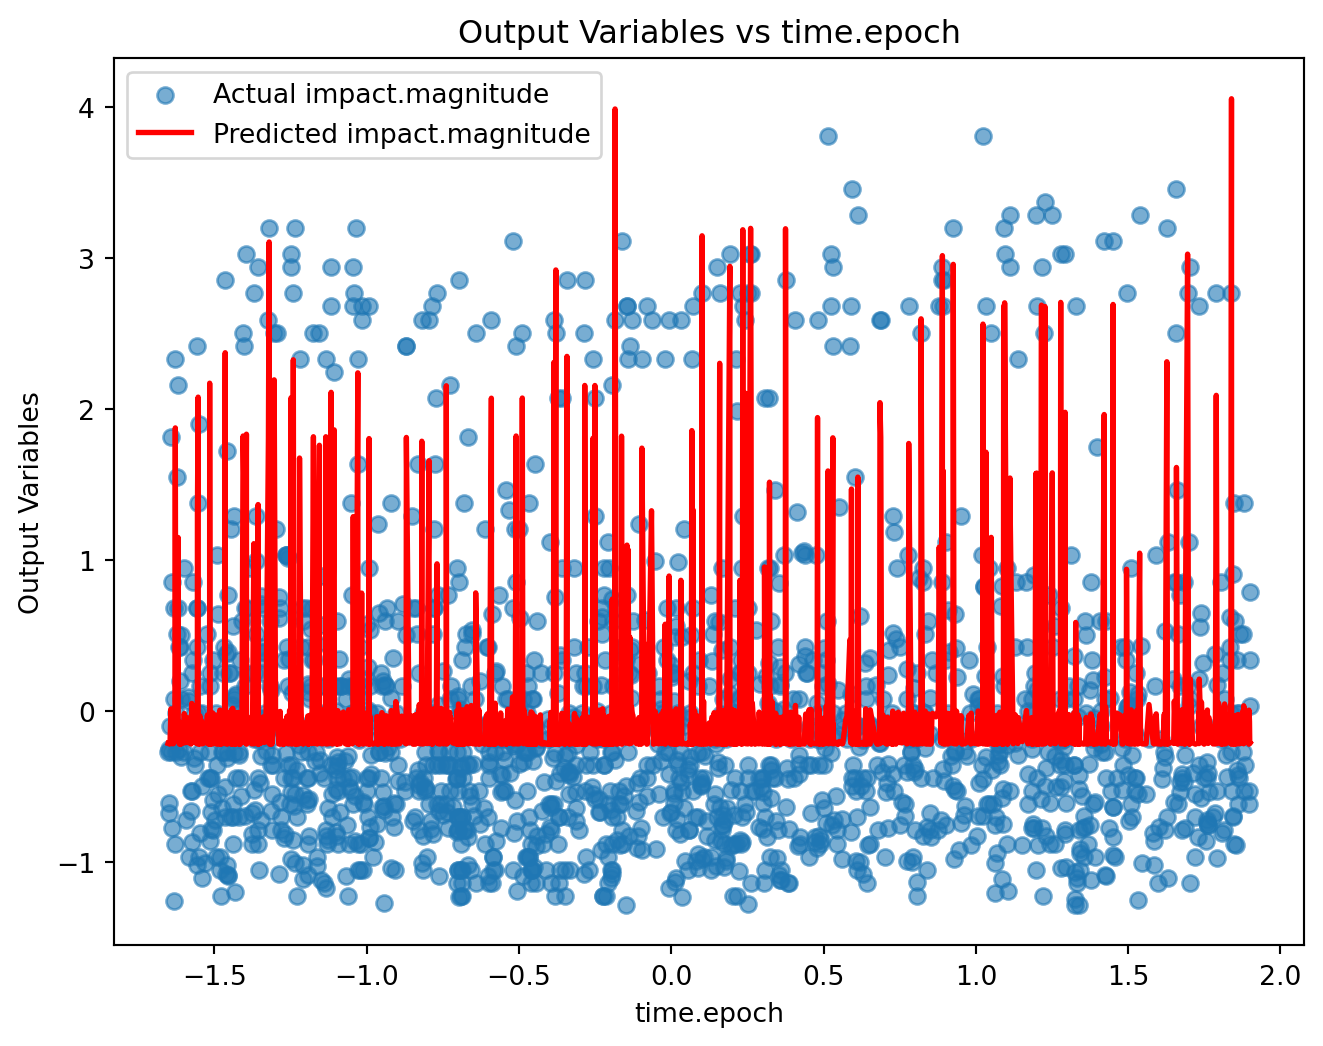 Output Variables vs time.epoch
Actual impact.magnitude
Predicted impact.magnitude
Output Variables
4
3
2
1
0
−1
−1.5
−1.0
−0.5
0.0
0.5
1.0
1.5
2.0
time.epoch